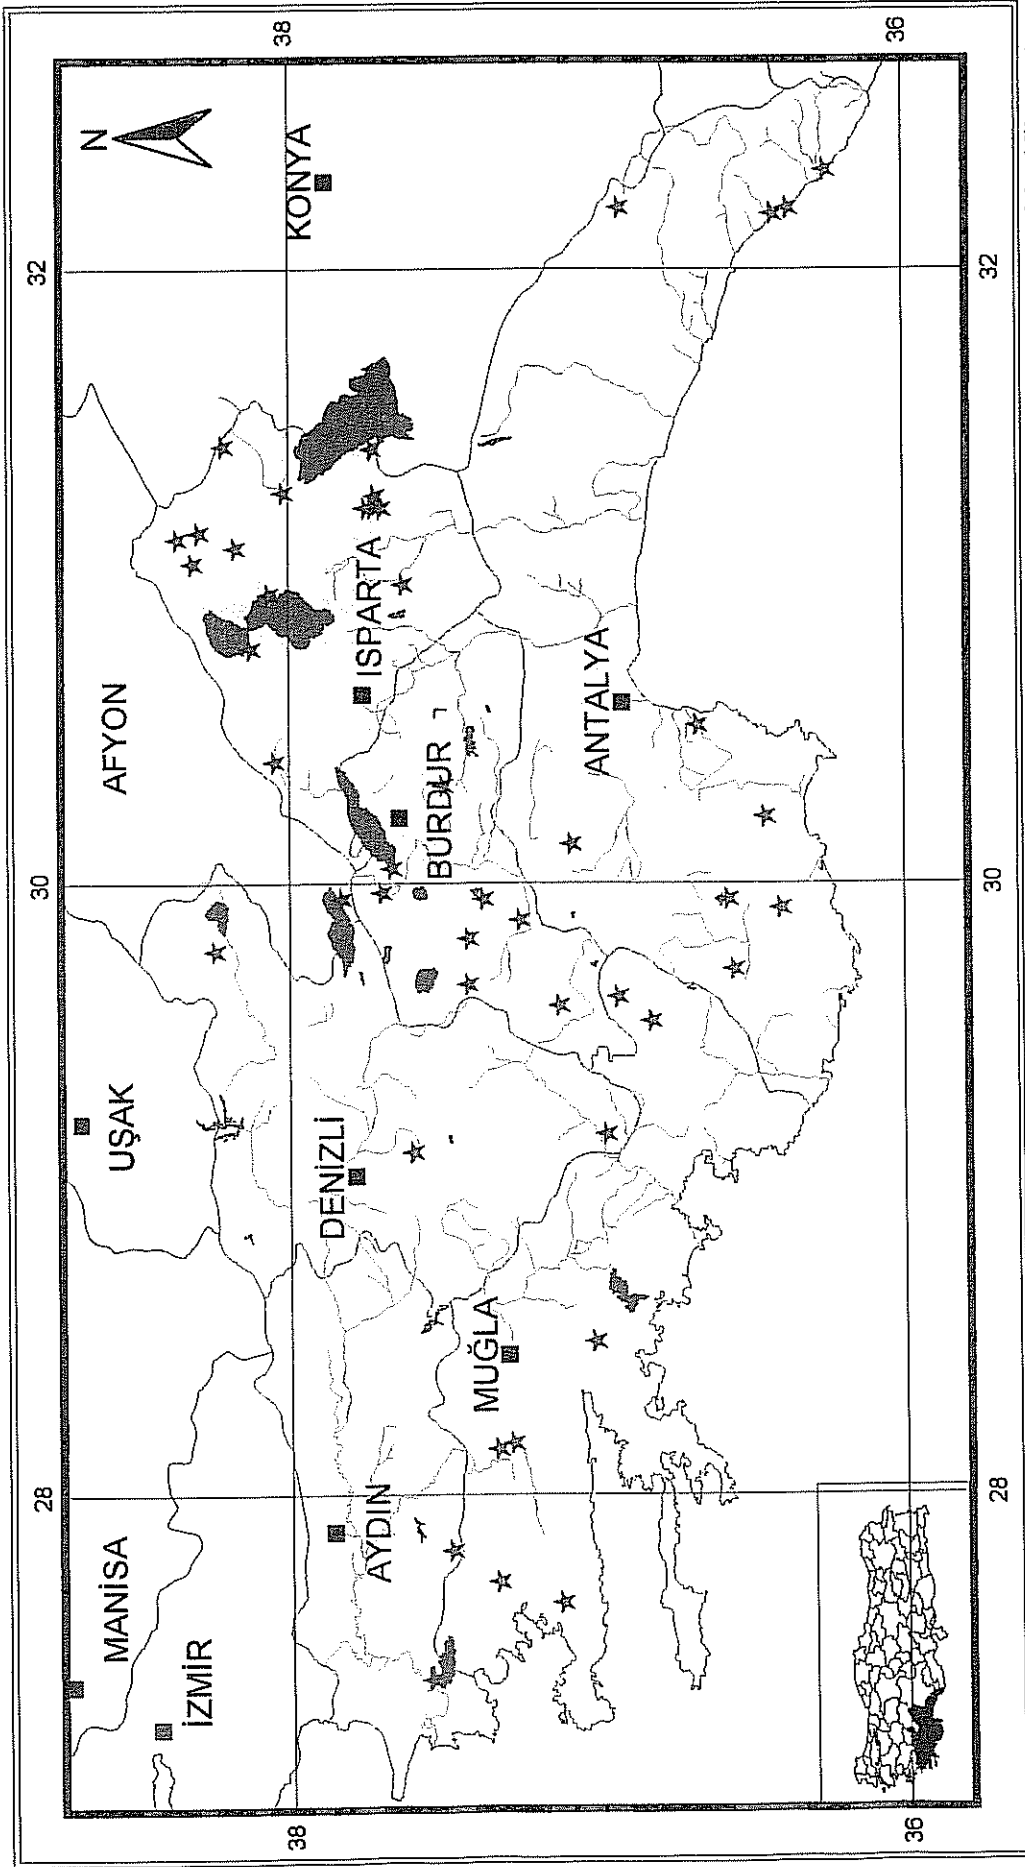 28
30
32
MANİSA
UŞAK
AFYON
N
İZMİR
38
38
KONYA
DENİZLİ
AYDIN
ISPARTA
BURDUR
MUĞLA
ANTALYA
36
36
28
30
32